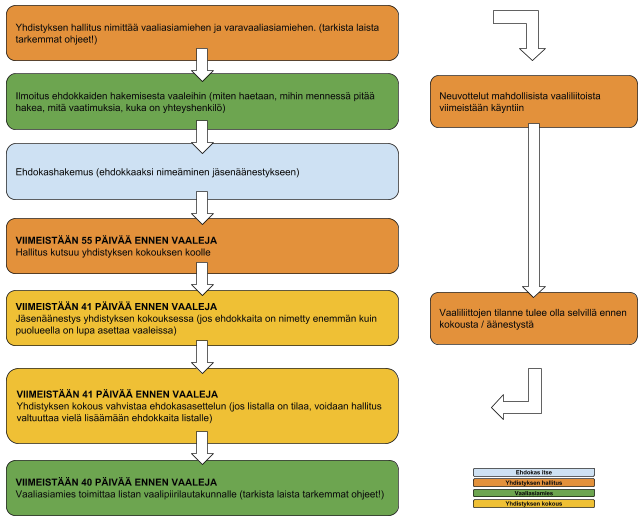 Yhdistyksen hallitus nimittää vaaliasiamiehen ja varavaaliasiamiehen. (tarkista laista
tarkemmat ohjeet!)
Ilmoitus ehdokkaiden hakemisesta vaaleihin (miten haetaan, mihin mennessä pitää
hakea, mitä vaatimuksia, kuka on yhteyshenkilö)
Ehdokashakemus (ehdokkaaksi nimeäminen jäsenäänestykseen)
VIIMEISTÄÄN 55 PÄIVÄÄ ENNEN VAALEJA
Hallitus kutsuu yhdistyksen kokouksen koolle
VIIMEISTÄÄN 41 PÄIVÄÄ ENNEN VAALEJA
Jäsenäänestys yhdistyksen kokouksessa (jos ehdokkaita on nimetty enemmän kuin
puolueella on lupa asettaa vaaleissa)
VIIMEISTÄÄN 41 PÄIVÄÄ ENNEN VAALEJA
Yhdistyksen kokous vahvistaa ehdokasasettelun (jos listalla on tilaa, voidaan hallitus
valtuuttaa vielä lisäämään ehdokkaita listalle)
VIIMEISTÄÄN 40 PÄIVÄÄ ENNEN VAALEJA
Vaaliasiamies toimittaa listan vaalipiirilautakunnalle (tarkista laista tarkemmat ohjeet!)
Neuvottelut mahdollisista vaaliliitoista
viimeistään käyntiin
Vaaliliittojen tilanne tulee olla selvillä ennen
kokousta / äänestystä
Ehdokas itse
Yhdistyksen hallitus
Vaaliasiamies
Yhdistyksen kokous